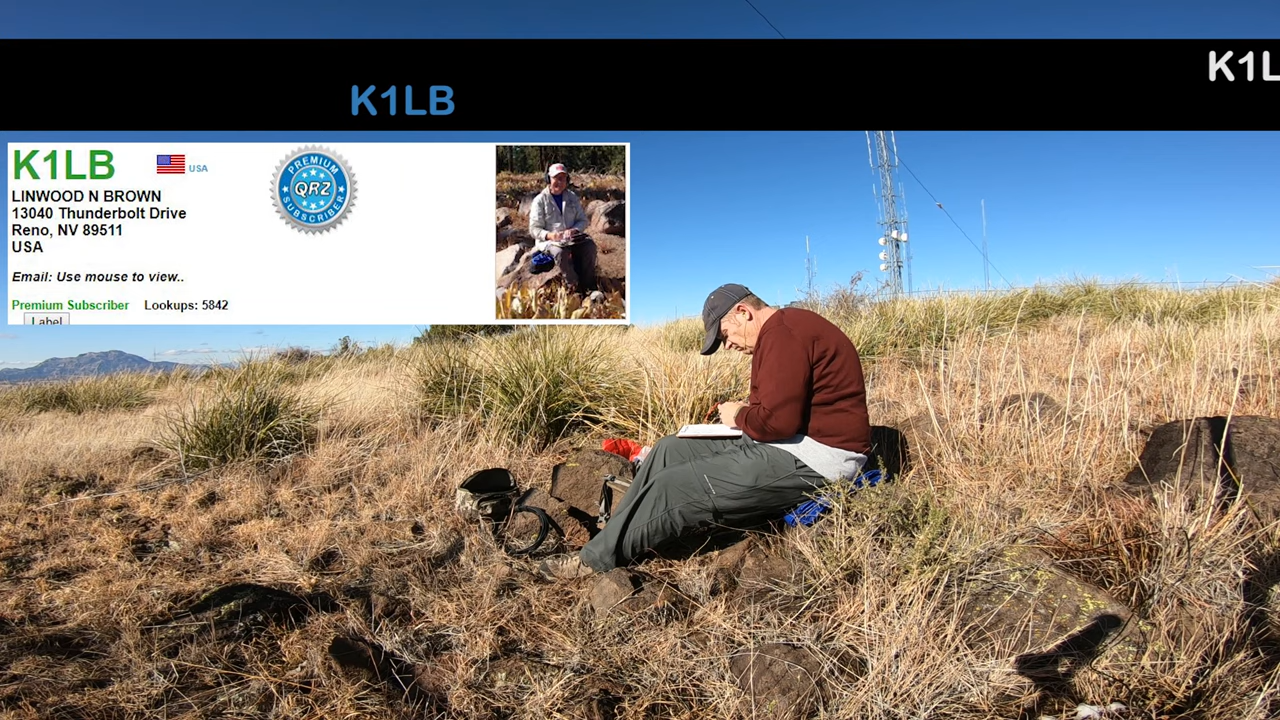 K1L
K1LB
K1LB
USA
PREMIUM
QRZ
SUBSCRIBER
LINWOOD N BROWN
13040 Thunderbolt Drive
Reno, NV 89511
USA
Email: Use mouse to view..
Premium Subscriber Lookups: 5842
Label